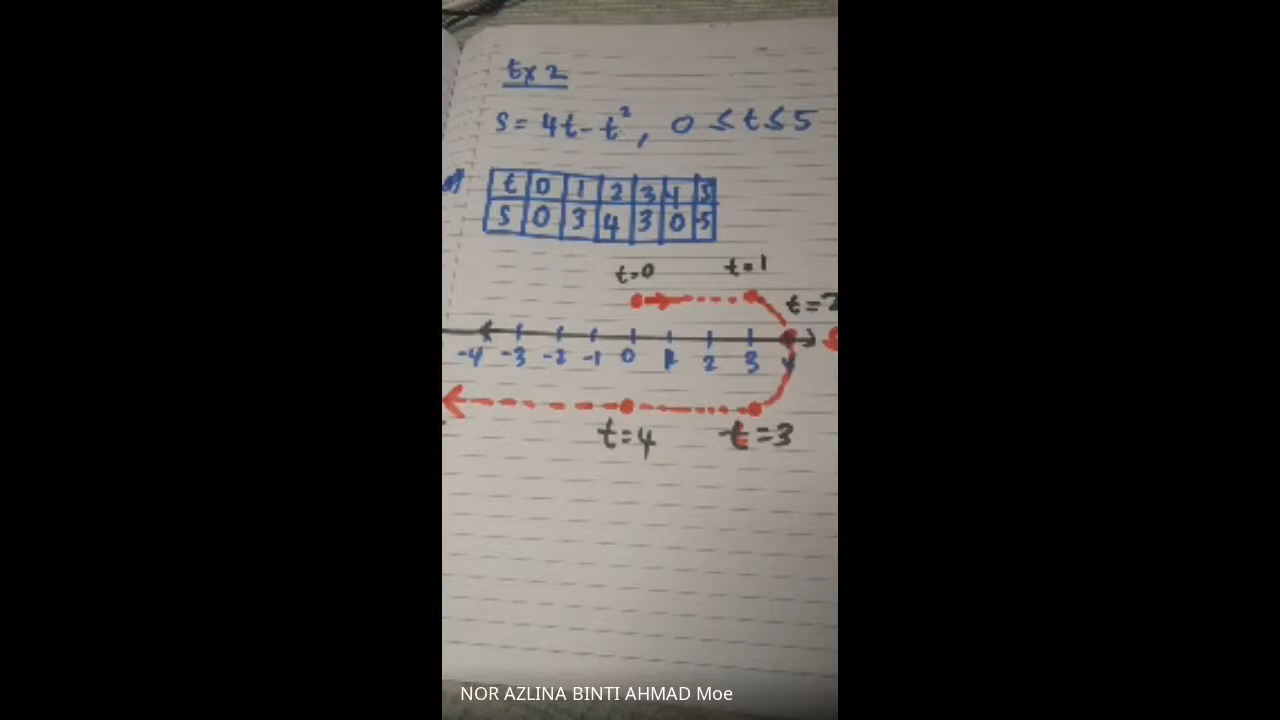 Ex 2
s = 4t - t², 0 ≤ t ≤ 5
a)
t 0 1 2 3 4 5
s 0 3 4 3 0 -5
t=0 t=1
t=2
-4 -3 -2 -1 0 1 2 3 4
t=4 t=3
NOR AZLINA BINTI AHMAD Moe